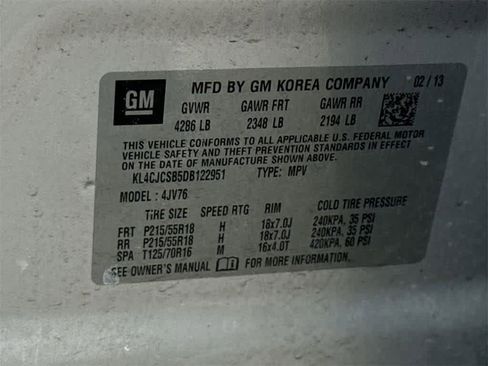 GM
MFD BY GM KOREA COMPANY 02/13
GVWR GAWR FRT GAWR RR
4286 LB 2348 LB 2194 LB
THIS VEHICLE CONFORMS TO ALL APPLICABLE U.S. FEDERAL MOTOR
VEHICLE SAFETY, BUMPER, AND THEFT PREVENTION STANDARDS IN EFFECT
ON THE DATE OF MANUFACTURE SHOWN ABOVE.
KL4CJCSB5DB122951 TYPE: MPV
MODEL: 4JV76
TIRE SIZE SPEED RTG RIM COLD TIRE PRESSURE
FRT P215/55R18 H 18x7.0J 240KPA, 35 PSI
RR P215/55R18 H 18x7.0J 240KPA, 35 PSI
SPA T125/70R16 M 16x4.0T 420KPA, 60 PSI
SEE OWNER'S MANUAL FOR MORE INFORMATION.